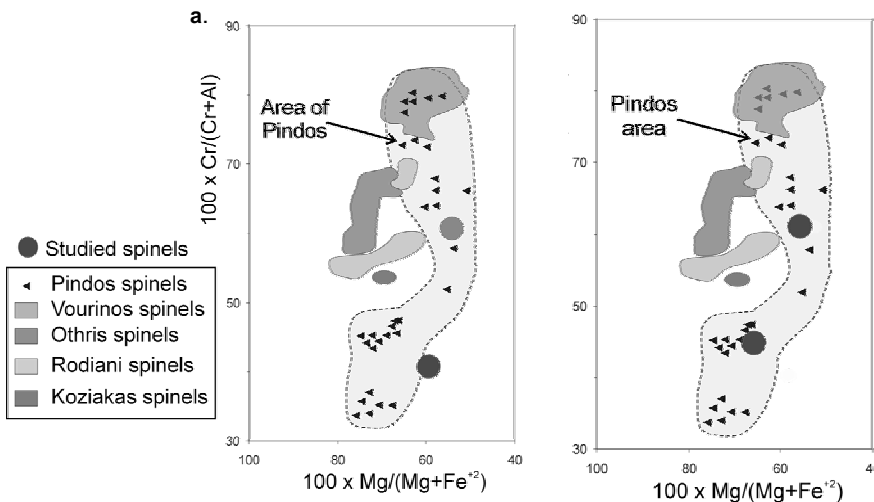 a.
90
70
50
30
100 x Cr/(Cr+Al)
Area of
Pindos
100
80
60
40
100 x Mg/(Mg+Fe⁺²)
Studied spinels
Pindos spinels
Vourinos spinels
Othris spinels
Rodiani spinels
Koziakas spinels
90
70
50
30
Pindos
area
100
80
60
40
100 x Mg/(Mg+Fe⁺²)